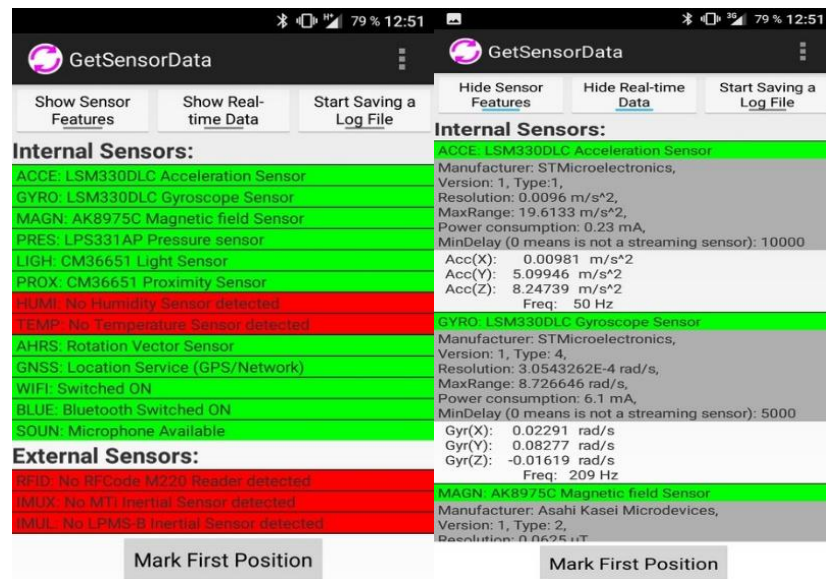 79 % 12:51
GetSensorData
Show Sensor Features
Show Real-time Data
Start Saving a Log File
Internal Sensors:
ACCE: LSM330DLC Acceleration Sensor
GYRO: LSM330DLC Gyroscope Sensor
MAGN: AK8975C Magnetic field Sensor
PRES: LPS331AP Pressure sensor
LIGH: CM36651 Light Sensor
PROX: CM36651 Proximity Sensor
HUMI: No Humidity Sensor detected
TEMP: No Temperature Sensor detected
AHRS: Rotation Vector Sensor
GNSS: Location Service (GPS/Network)
WIFI: Switched ON
BLUE: Bluetooth Switched ON
SOUN: Microphone Available
External Sensors:
RFID: No RFCode M220 Reader detected
IMUX: No MTi Inertial Sensor detected
IMUL: No LPMS-B Inertial Sensor detected
Mark First Position
3G 79 % 12:51
GetSensorData
Hide Sensor Features
Hide Real-time Data
Start Saving a Log File
Internal Sensors:
ACCE: LSM330DLC Acceleration Sensor
Manufacturer: STMicroelectronics,
Version: 1, Type:1,
Resolution: 0.0096 m/s^2,
MaxRange: 19.6133 m/s^2,
Power consumption: 0.23 mA,
MinDelay (0 means is not a streaming sensor): 10000
Acc(X): 0.00981 m/s^2
Acc(Y): 5.09946 m/s^2
Acc(Z): 8.24739 m/s^2
Freq: 50 Hz
GYRO: LSM330DLC Gyroscope Sensor
Manufacturer: STMicroelectronics,
Version: 1, Type: 4,
Resolution: 3.0543262E-4 rad/s,
MaxRange: 8.726646 rad/s,
Power consumption: 6.1 mA,
MinDelay (0 means is not a streaming sensor): 5000
Gyr(X): 0.02291 rad/s
Gyr(Y): 0.08277 rad/s
Gyr(Z): -0.01619 rad/s
Freq: 209 Hz
MAGN: AK8975C Magnetic field Sensor
Manufacturer: Asahi Kasei Microdevices,
Version: 1, Type: 2,
Resolution: 0.0625 uT
Mark First Position